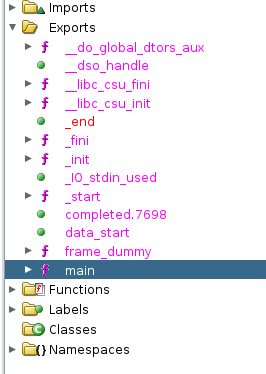 Imports
Exports
__do_global_dtors_aux
__dso_handle
__libc_csu_fini
__libc_csu_init
_end
_fini
_init
_IO_stdin_used
_start
completed.7698
data_start
frame_dummy
main
Functions
Labels
Classes
Namespaces